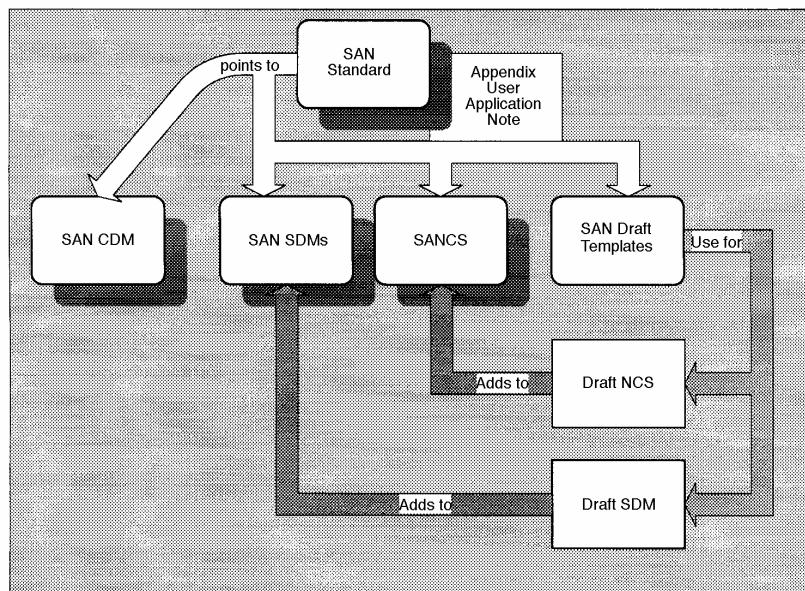 SAN
Standard
points to
Appendix
User
Application
Note
SAN CDM
SAN SDMs
SANCS
SAN Draft
Templates
Use for
Adds to
Draft NCS
Adds to
Draft SDM